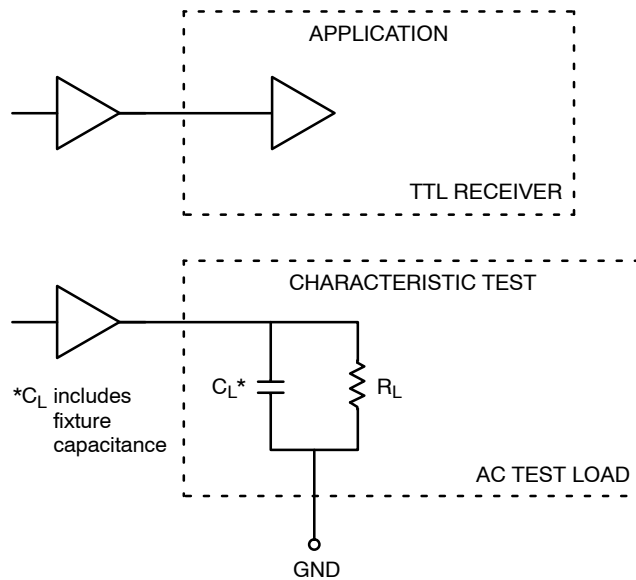 APPLICATION
TTL RECEIVER
CHARACTERISTIC TEST
*CL includes
fixture
capacitance
CL*
RL
AC TEST LOAD
GND